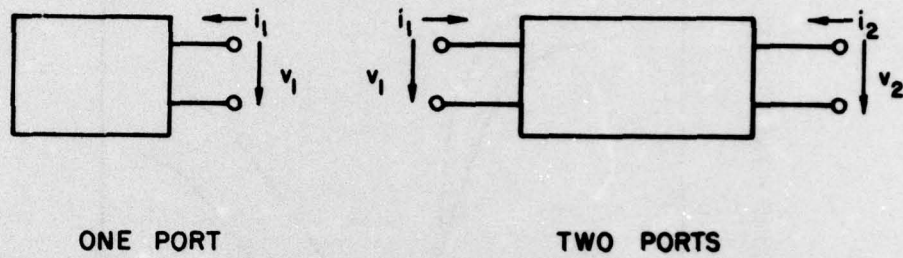 i₁ i₁ i₂
v₁ v₁ v₂
ONE PORT TWO PORTS